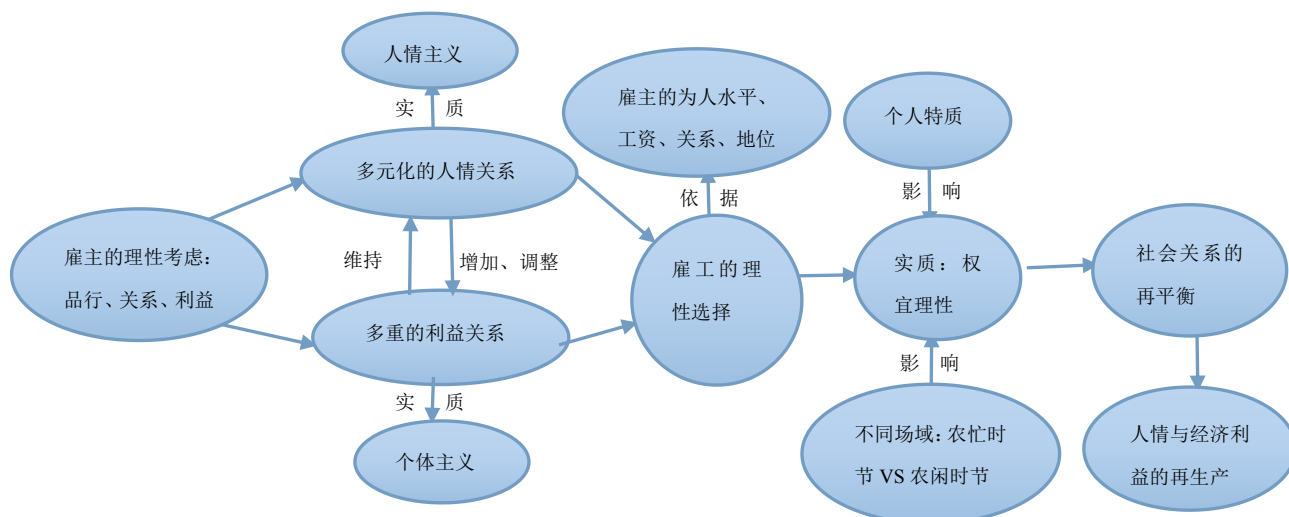 人情主义
实 质
多元化的人情关系
雇主的理性考虑：
品行、关系、利益
维持
增加、调整
多重的利益关系
实 质
个体主义
雇主的为人水平、
工资、关系、地位
依 据
雇工的理
性选择
个人特质
影 响
实质：权
宜理性
影 响
不同场域：农忙时
节 VS 农闲时节
社会关系的
再平衡
人情与经济利
益的再生产